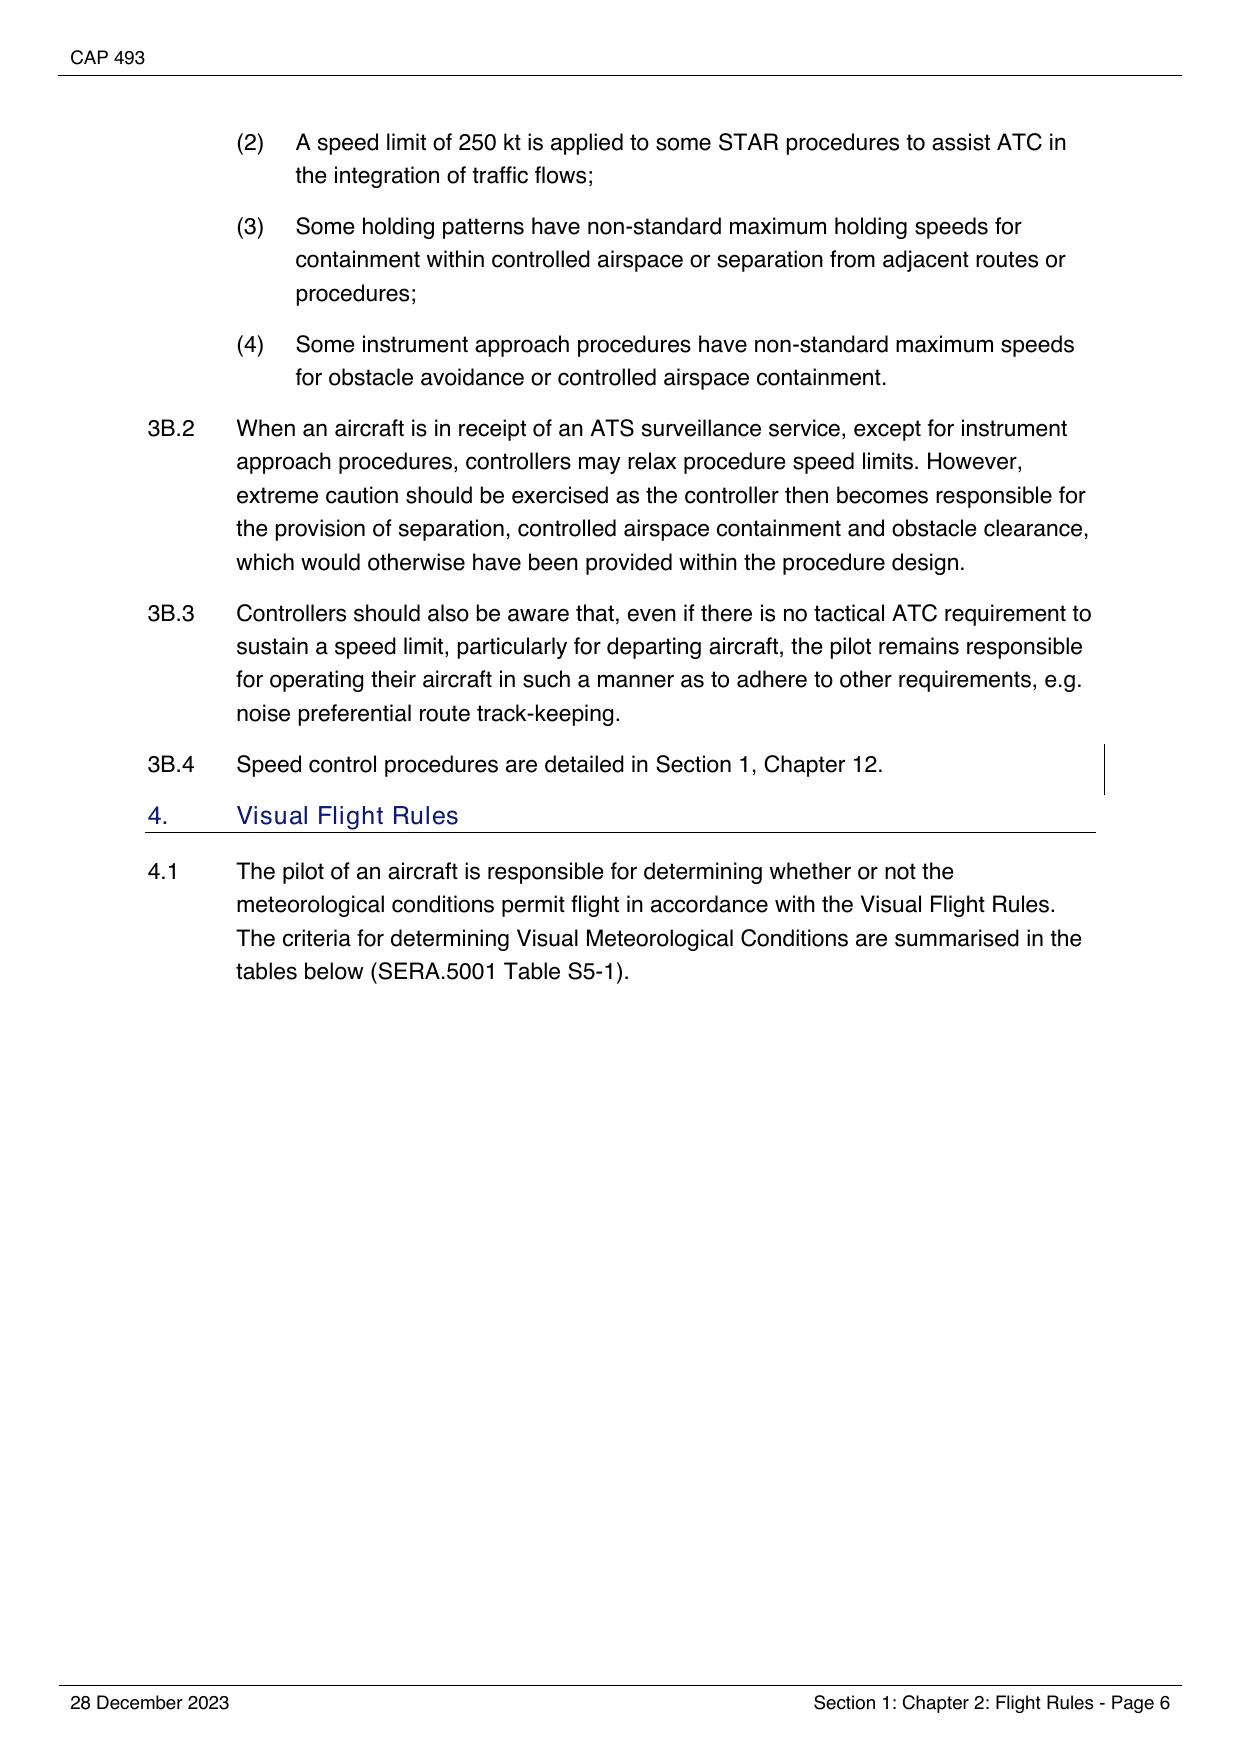 CAP 493
(2) A speed limit of 250 kt is applied to some STAR procedures to assist ATC in
the integration of traffic flows;
(3) Some holding patterns have non-standard maximum holding speeds for
containment within controlled airspace or separation from adjacent routes or
procedures;
(4) Some instrument approach procedures have non-standard maximum speeds
for obstacle avoidance or controlled airspace containment.
3B.2 When an aircraft is in receipt of an ATS surveillance service, except for instrument
approach procedures, controllers may relax procedure speed limits. However,
extreme caution should be exercised as the controller then becomes responsible for
the provision of separation, controlled airspace containment and obstacle clearance,
which would otherwise have been provided within the procedure design.
3B.3 Controllers should also be aware that, even if there is no tactical ATC requirement to
sustain a speed limit, particularly for departing aircraft, the pilot remains responsible
for operating their aircraft in such a manner as to adhere to other requirements, e.g.
noise preferential route track-keeping.
3B.4 Speed control procedures are detailed in Section 1, Chapter 12.
4. Visual Flight Rules
4.1 The pilot of an aircraft is responsible for determining whether or not the
meteorological conditions permit flight in accordance with the Visual Flight Rules.
The criteria for determining Visual Meteorological Conditions are summarised in the
tables below (SERA.5001 Table S5-1).
28 December 2023 Section 1: Chapter 2: Flight Rules - Page 6